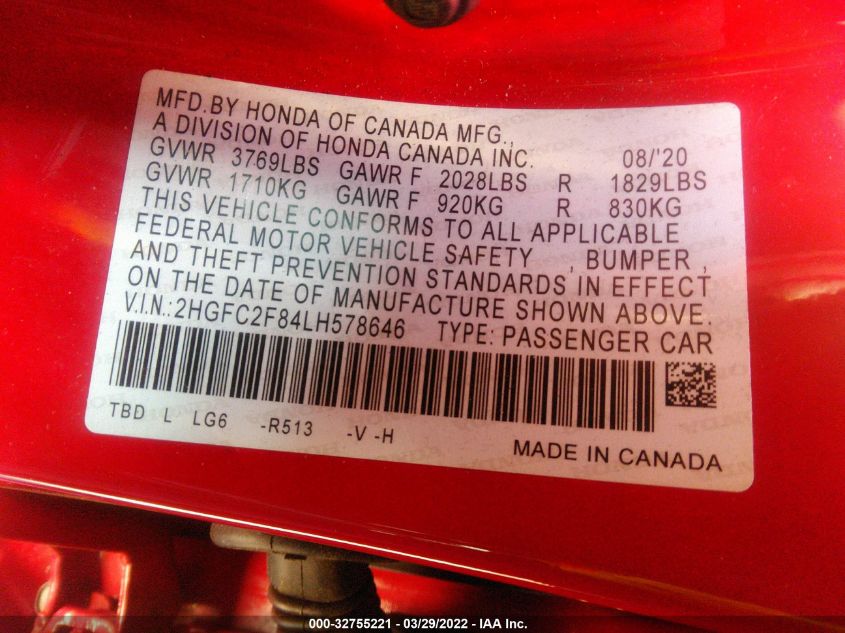 MFD.BY HONDA OF CANADA MFG.,
A DIVISION OF HONDA CANADA INC. 08/'20
GVWR 3769LBS GAWR F 2028LBS R 1829LBS
GVWR 1710KG GAWR F 920KG R 830KG
THIS VEHICLE CONFORMS TO ALL APPLICABLE
FEDERAL MOTOR VEHICLE SAFETY , BUMPER ,
AND THEFT PREVENTION STANDARDS IN EFFECT
ON THE DATE OF MANUFACTURE SHOWN ABOVE.
V.I.N.:2HGFC2F84LH578646 TYPE: PASSENGER CAR
TBD L LG6 -R513 -V -H
MADE IN CANADA
000-32755221 - 03/29/2022 - IAA Inc.